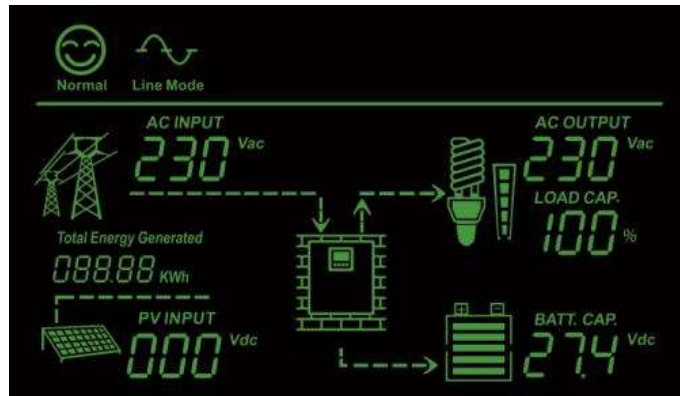 Normal
Line Mode
AC INPUT
230 Vac
AC OUTPUT
230 Vac
LOAD CAP.
100 %
Total Energy Generated
088.88 KWh
PV INPUT
000 Vdc
+ -
BATT. CAP.
27.4 Vdc